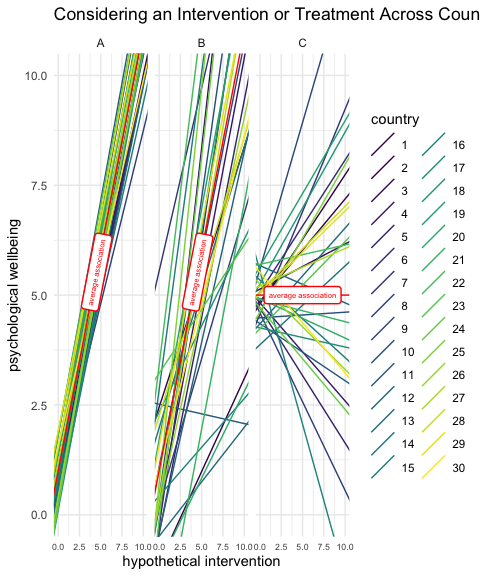 Considering an Intervention or Treatment Across Coun
A B C
10.0
7.5
5.0
2.5
0.0
psychological wellbeing
average association
average association
average association
0.0 2.5 5.0 7.5 10.0 0.0 2.5 5.0 7.5 10.0 0.0 2.5 5.0 7.5 10.0
hypothetical intervention
country
1 16
2 17
3 18
4 19
5 20
6 21
7 22
8 23
9 24
10 25
11 26
12 27
13 28
14 29
15 30